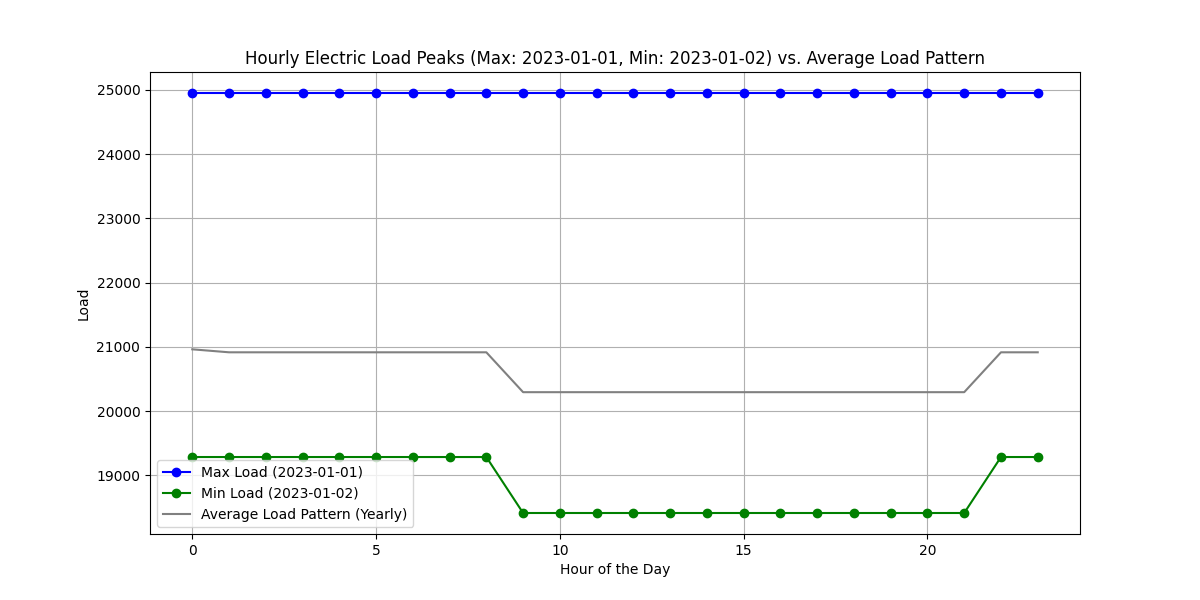 Hourly Electric Load Peaks (Max: 2023-01-01, Min: 2023-01-02) vs. Average Load Pattern
25000
24000
23000
22000
21000
20000
19000
Load
Max Load (2023-01-01)
Min Load (2023-01-02)
Average Load Pattern (Yearly)
0 5 10 15 20
Hour of the Day